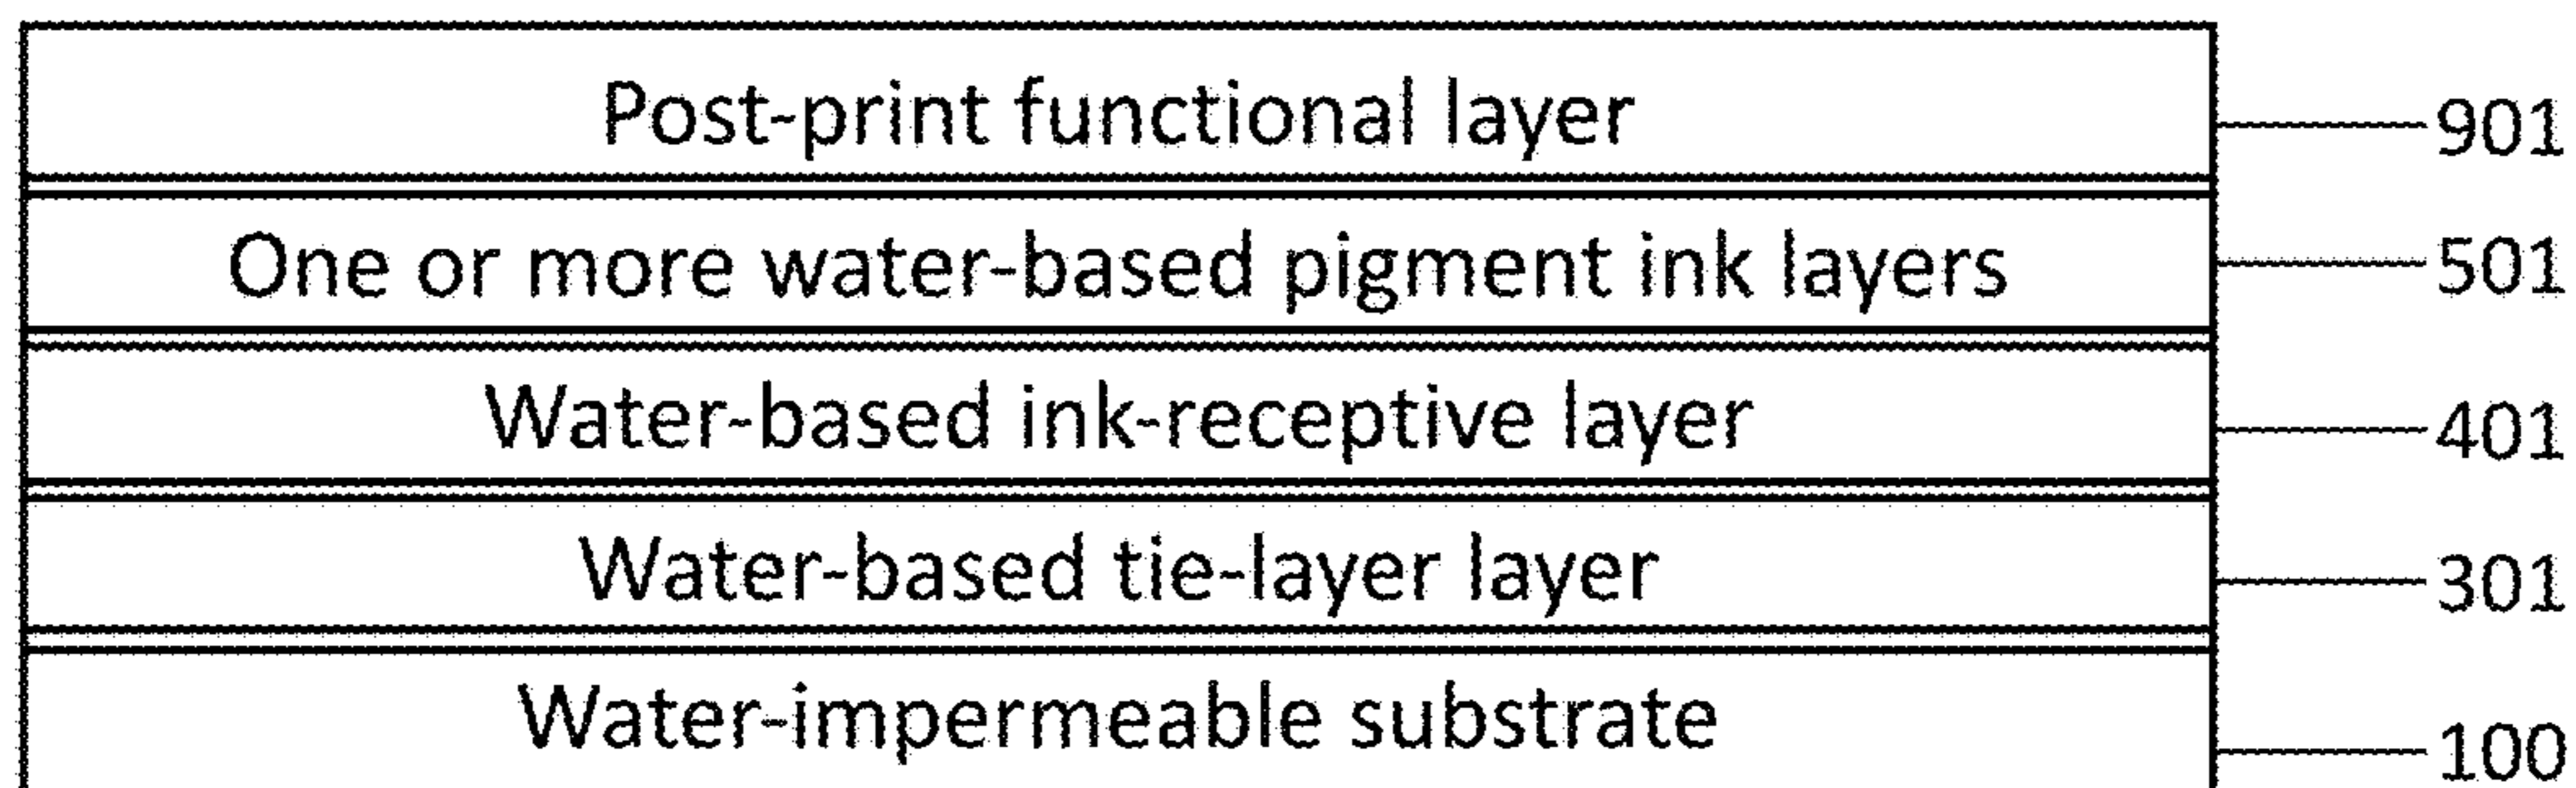 Post-print functional layer 901
One or more water-based pigment ink layers 501
Water-based ink-receptive layer 401
Water-based tie-layer layer 301
Water-impermeable substrate 100